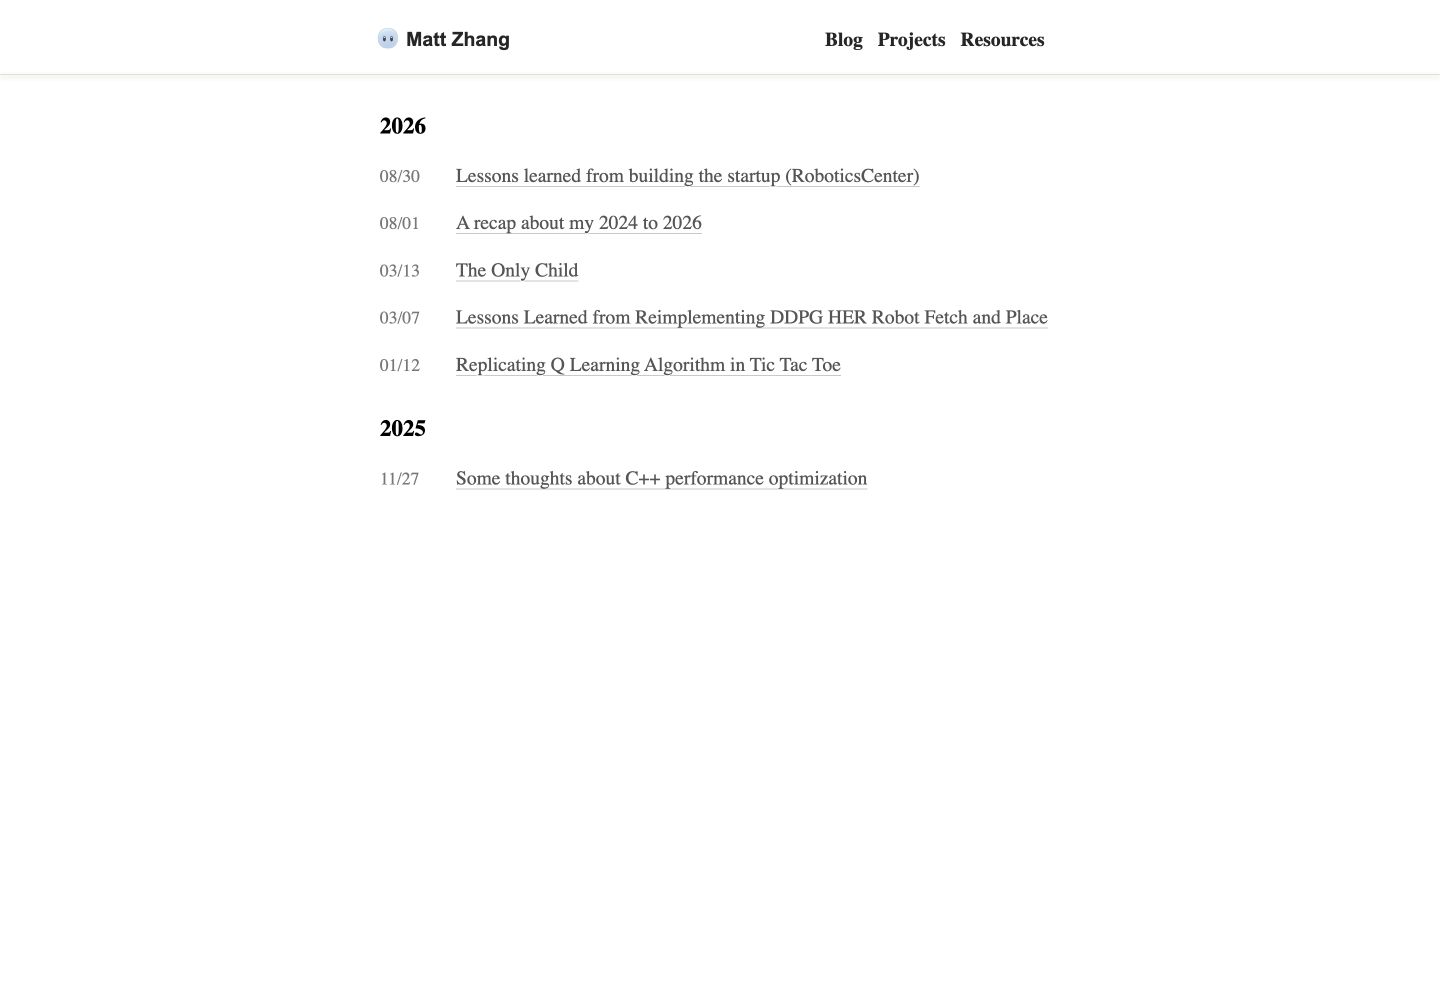 Matt Zhang
Blog Projects Resources
2026
08/30 Lessons learned from building the startup (RoboticsCenter)
08/01 A recap about my 2024 to 2026
03/13 The Only Child
03/07 Lessons Learned from Reimplementing DDPG HER Robot Fetch and Place
01/12 Replicating Q Learning Algorithm in Tic Tac Toe
2025
11/27 Some thoughts about C++ performance optimization